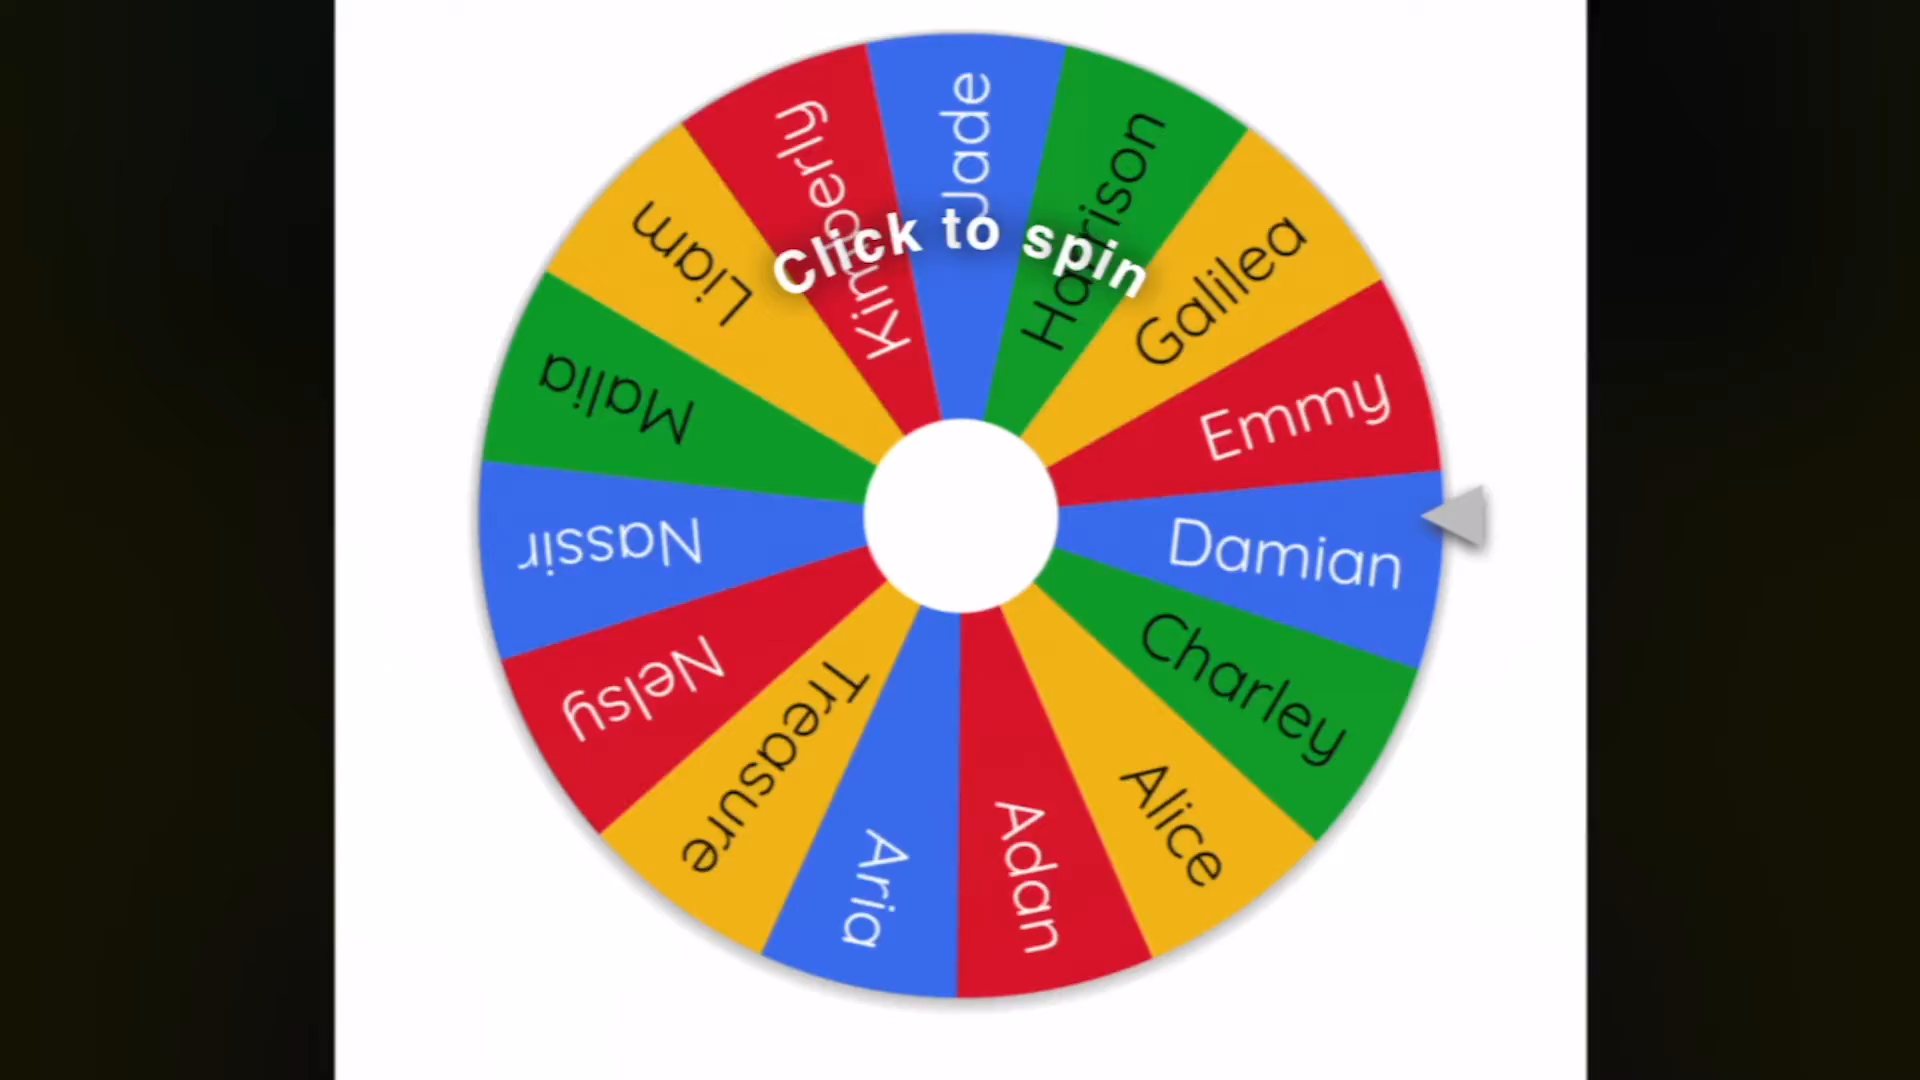 Click to spin
Jade
Harrison
Galilea
Emmy
Damian
Charley
Alice
Adan
Aria
Treasure
Nelsy
Nassir
Malia
Liam
Kimberly